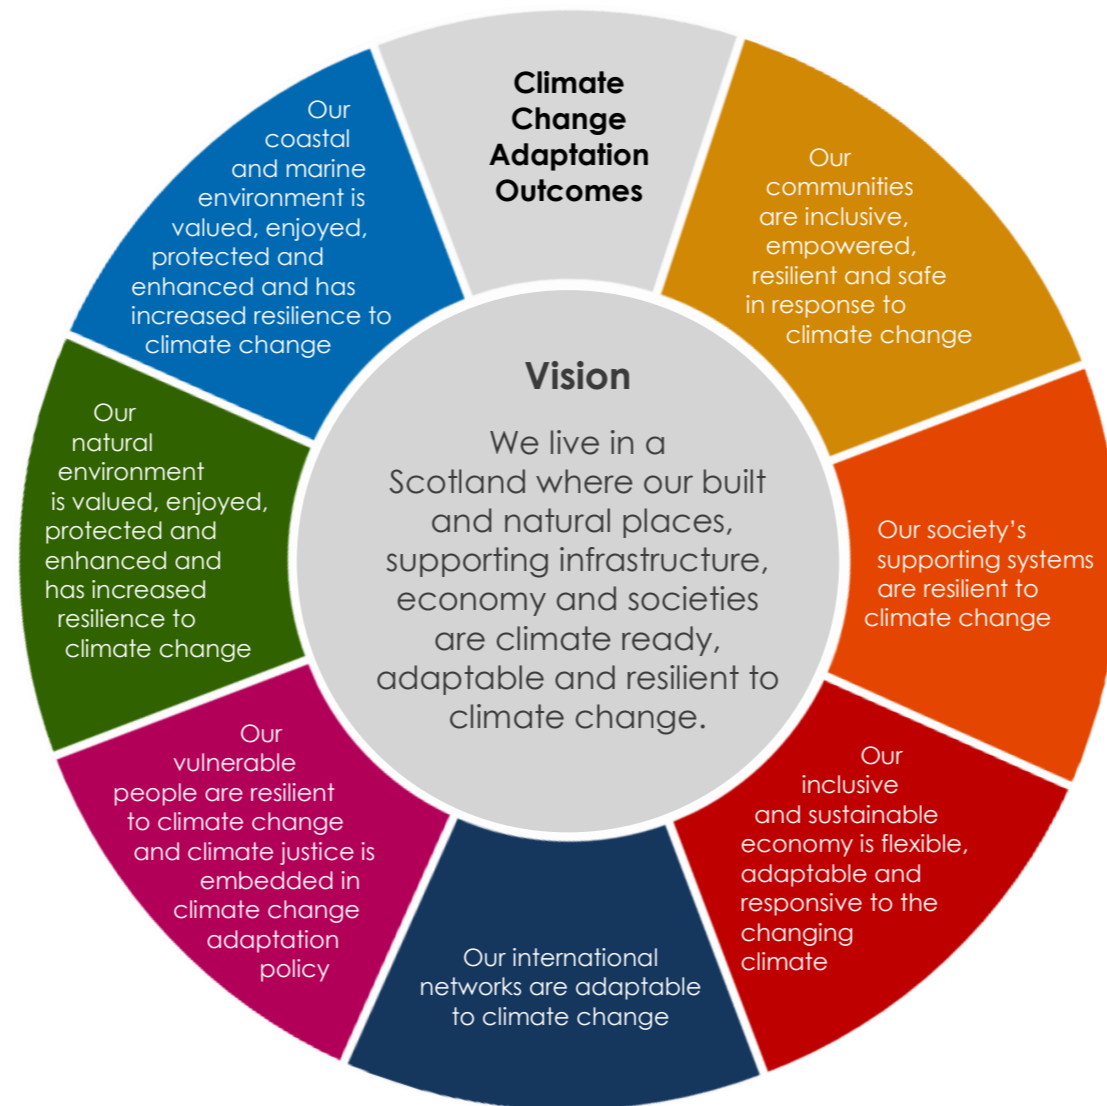 Climate
Change
Adaptation
Outcomes
Our
communities
are inclusive,
empowered,
resilient and safe
in response to
climate change
Our society's
supporting systems
are resilient to
climate change
Our
inclusive
and sustainable
economy is flexible,
adaptable and
responsive to the
changing
climate
Our international
networks are adaptable
to climate change
Our
vulnerable
people are resilient
to climate change
and climate justice is
embedded in
climate change
adaptation
policy
Our
natural
environment
is valued, enjoyed,
protected and
enhanced and
has increased
resilience to
climate change
Our
coastal
and marine
environment is
valued, enjoyed,
protected and
enhanced and has
increased resilience to
climate change
Vision
We live in a
Scotland where our built
and natural places,
supporting infrastructure,
economy and societies
are climate ready,
adaptable and resilient to
climate change.